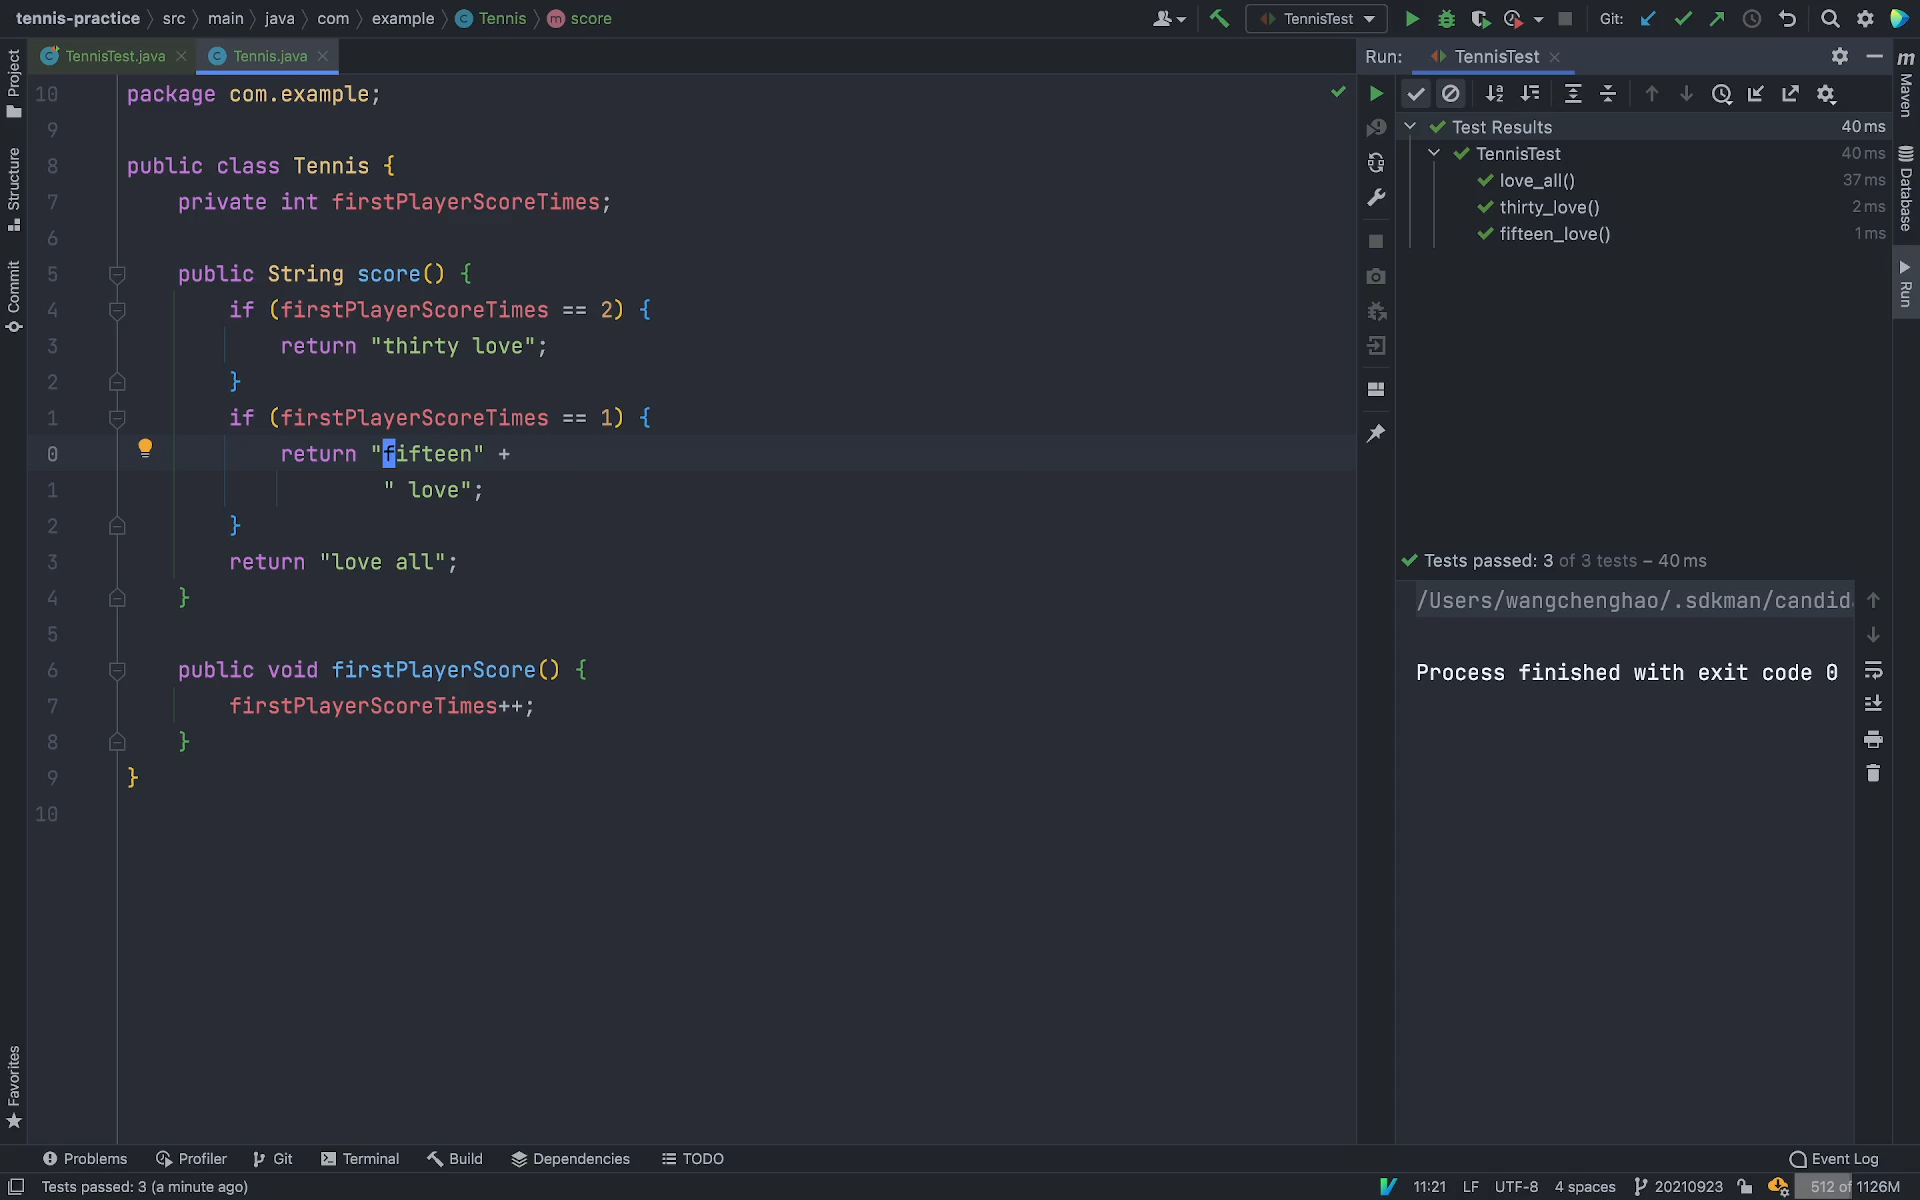 tennis-practice src main java com example Tennis score TennisTest Git:
TennisTest.java Tennis.java Run: TennisTest
Project
Structure
Commit
Favorites
10 package com.example;
9
8 public class Tennis {
7 private int firstPlayerScoreTimes;
6
5 public String score() {
4 if (firstPlayerScoreTimes == 2) {
3 return "thirty love";
2 }
1 if (firstPlayerScoreTimes == 1) {
0 return "fifteen" +
1 " love";
2 }
3 return "love all";
4 }
5
6 public void firstPlayerScore() {
7 firstPlayerScoreTimes++;
8 }
9 }
10
Test Results 40 ms
TennisTest 40 ms
love_all() 37 ms
thirty_love() 2 ms
fifteen_love() 1 ms
Tests passed: 3 of 3 tests – 40 ms
/Users/wangchenghao/.sdkman/candid
Process finished with exit code 0
Maven
Database
Run
Problems Profiler Git Terminal Build Dependencies TODO Event Log
Tests passed: 3 (a minute ago) 11:21 LF UTF-8 4 spaces 20210923 512 of 1126M